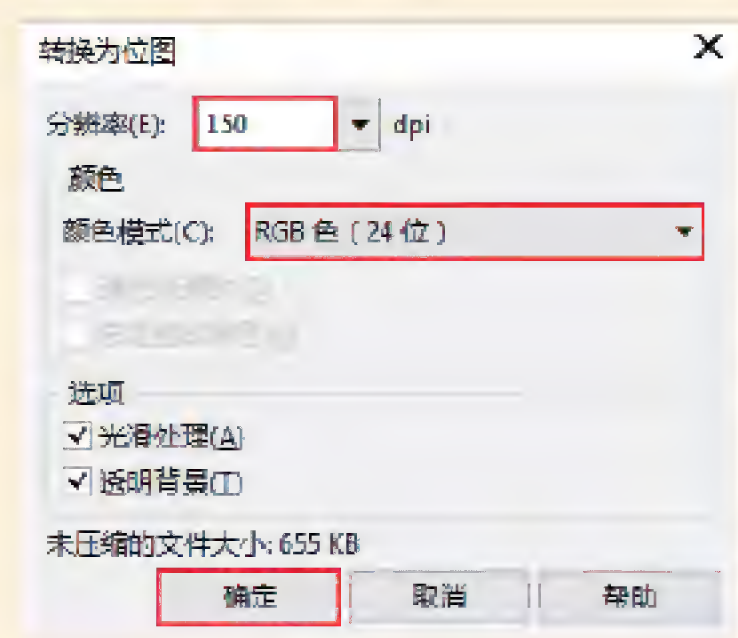 转换为位图
分辨率(E): 150 dpi
颜色
颜色模式(C): RGB 色 ( 24 位 )
选项
光滑处理(A)
透明背景(T)
未压缩的文件大小: 655 KB
确定 取消 帮助